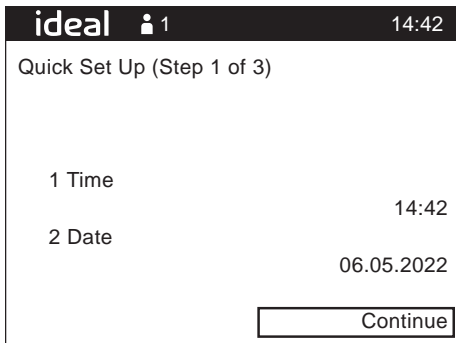 ideal 1 14:42
Quick Set Up (Step 1 of 3)
1 Time
14:42
2 Date
06.05.2022
Continue